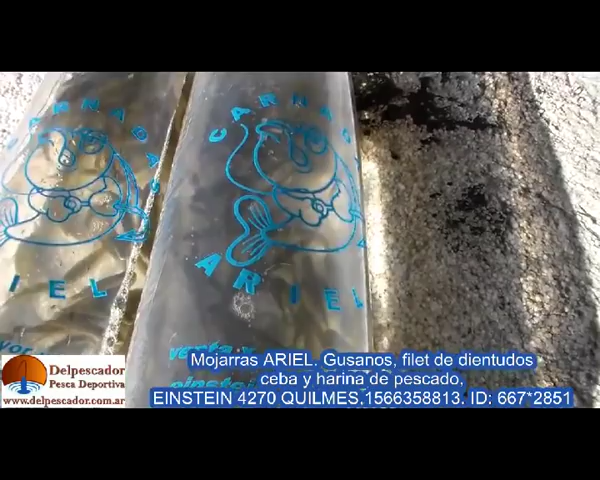 CARNADAS
CARNADAS
ARIEL
ARIEL
Delpescador
Pesca Deportiva
www.delpescador.com.ar
Mojarras ARIEL. Gusanos, filet de dientudos
ceba y harina de pescado,
EINSTEIN 4270 QUILMES.1566358813. ID: 667*2851